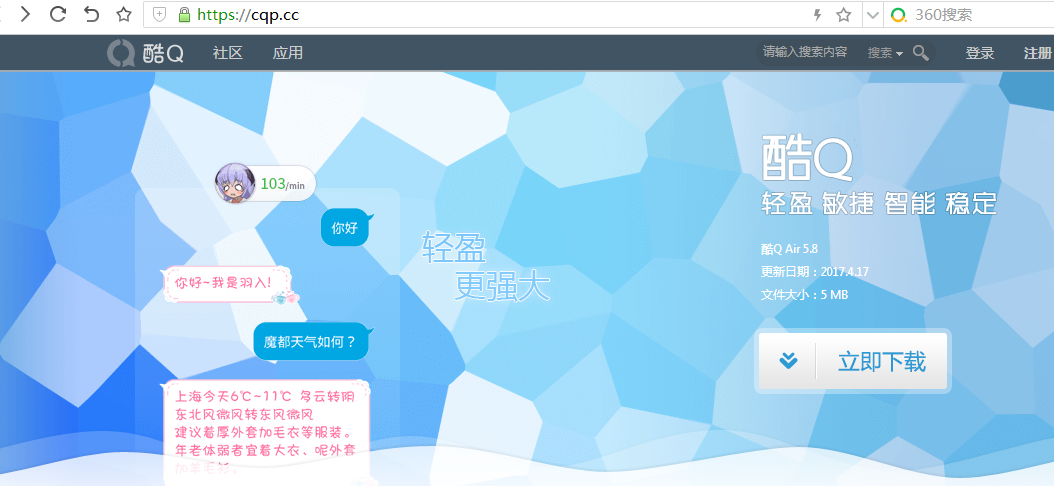 https://cqp.cc
360搜索
酷Q 社区 应用 请输入搜索内容 搜索 登录 注册
103/min
你好
你好~我是羽入!
魔都天气如何？
上海今天6℃~11℃ 多云转阴
东北风微风转东风微风
建议着厚外套加毛衣等服装。
年老体弱者宜着大衣、呢外套
加羊毛衫。
轻盈
更强大
酷Q
轻盈 敏捷 智能 稳定
酷Q Air 5.8
更新日期：2017.4.17
文件大小：5 MB
立即下载